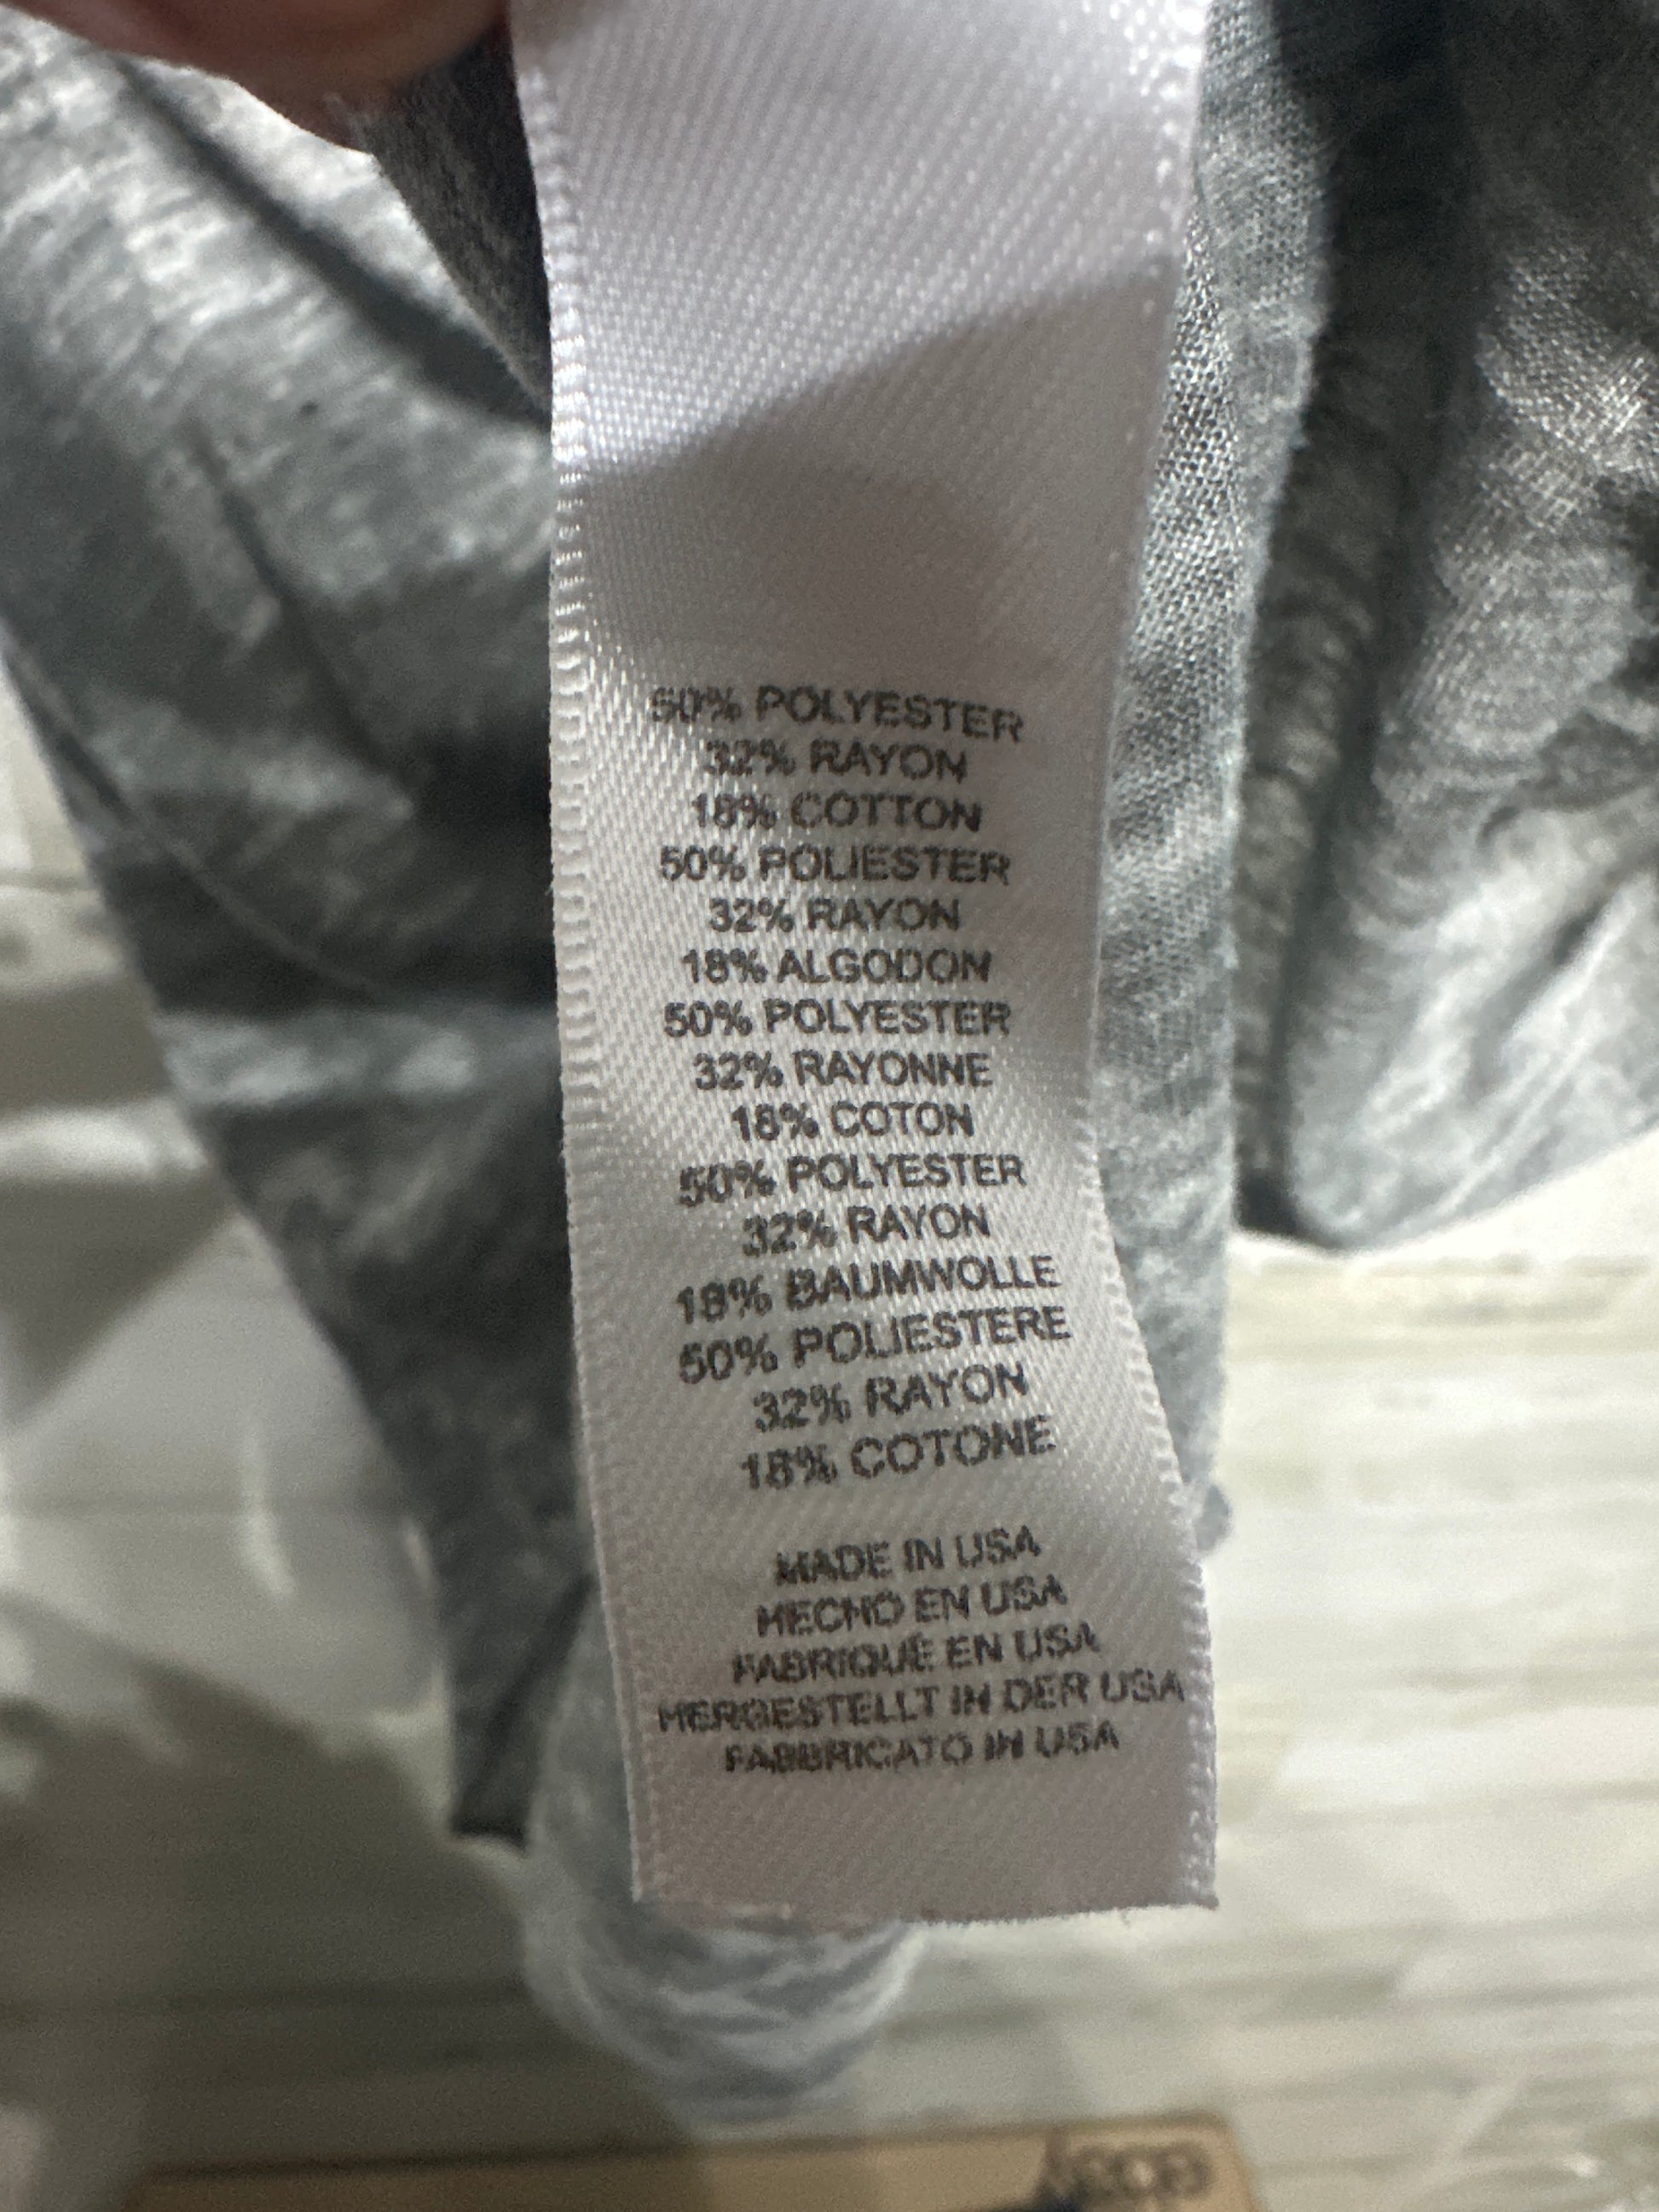 50% POLYESTER
32% RAYON
18% COTTON
50% POLIESTER
32% RAYON
18% ALGODON
50% POLYESTER
32% RAYONNE
18% COTON
50% POLYESTER
32% RAYON
18% BAUMWOLLE
50% POLIESTERE
32% RAYON
18% COTONE
MADE IN USA
HECHO EN USA
FABRIQUÉ EN USA
HERGESTELLT IN DER USA
FABBRICATO IN USA
ebay